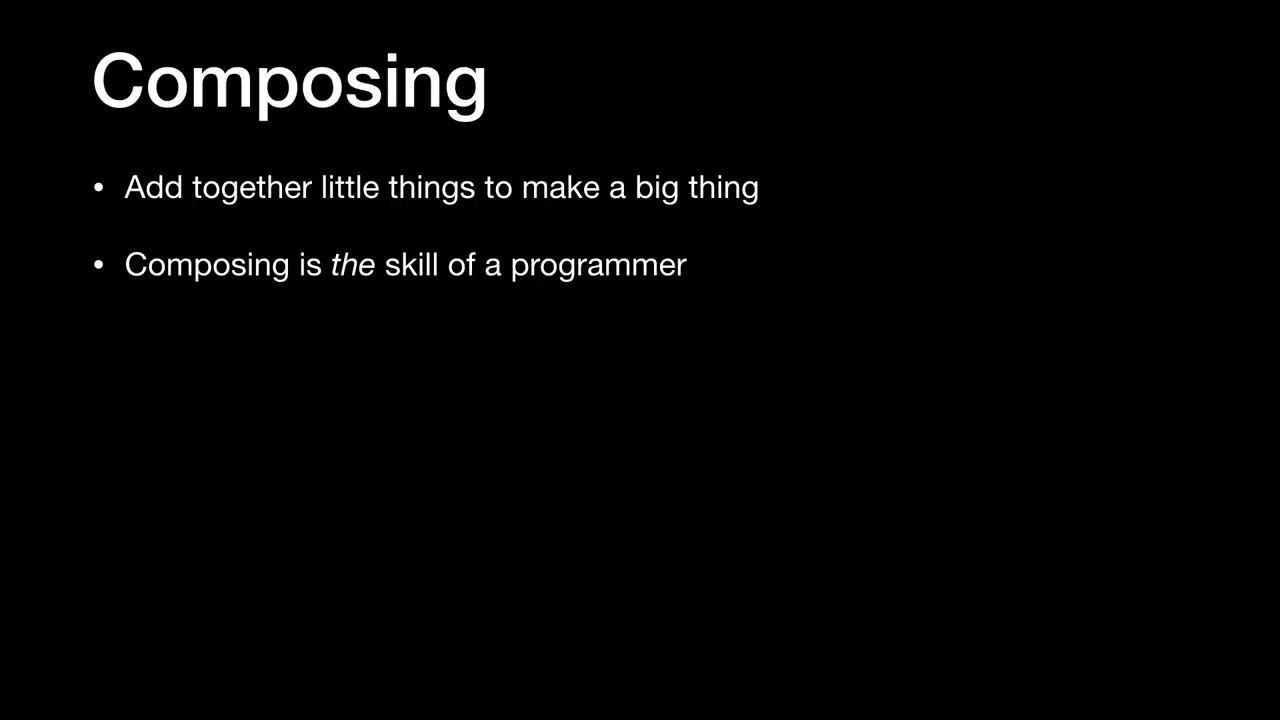 Composing
• Add together little things to make a big thing
• Composing is the skill of a programmer